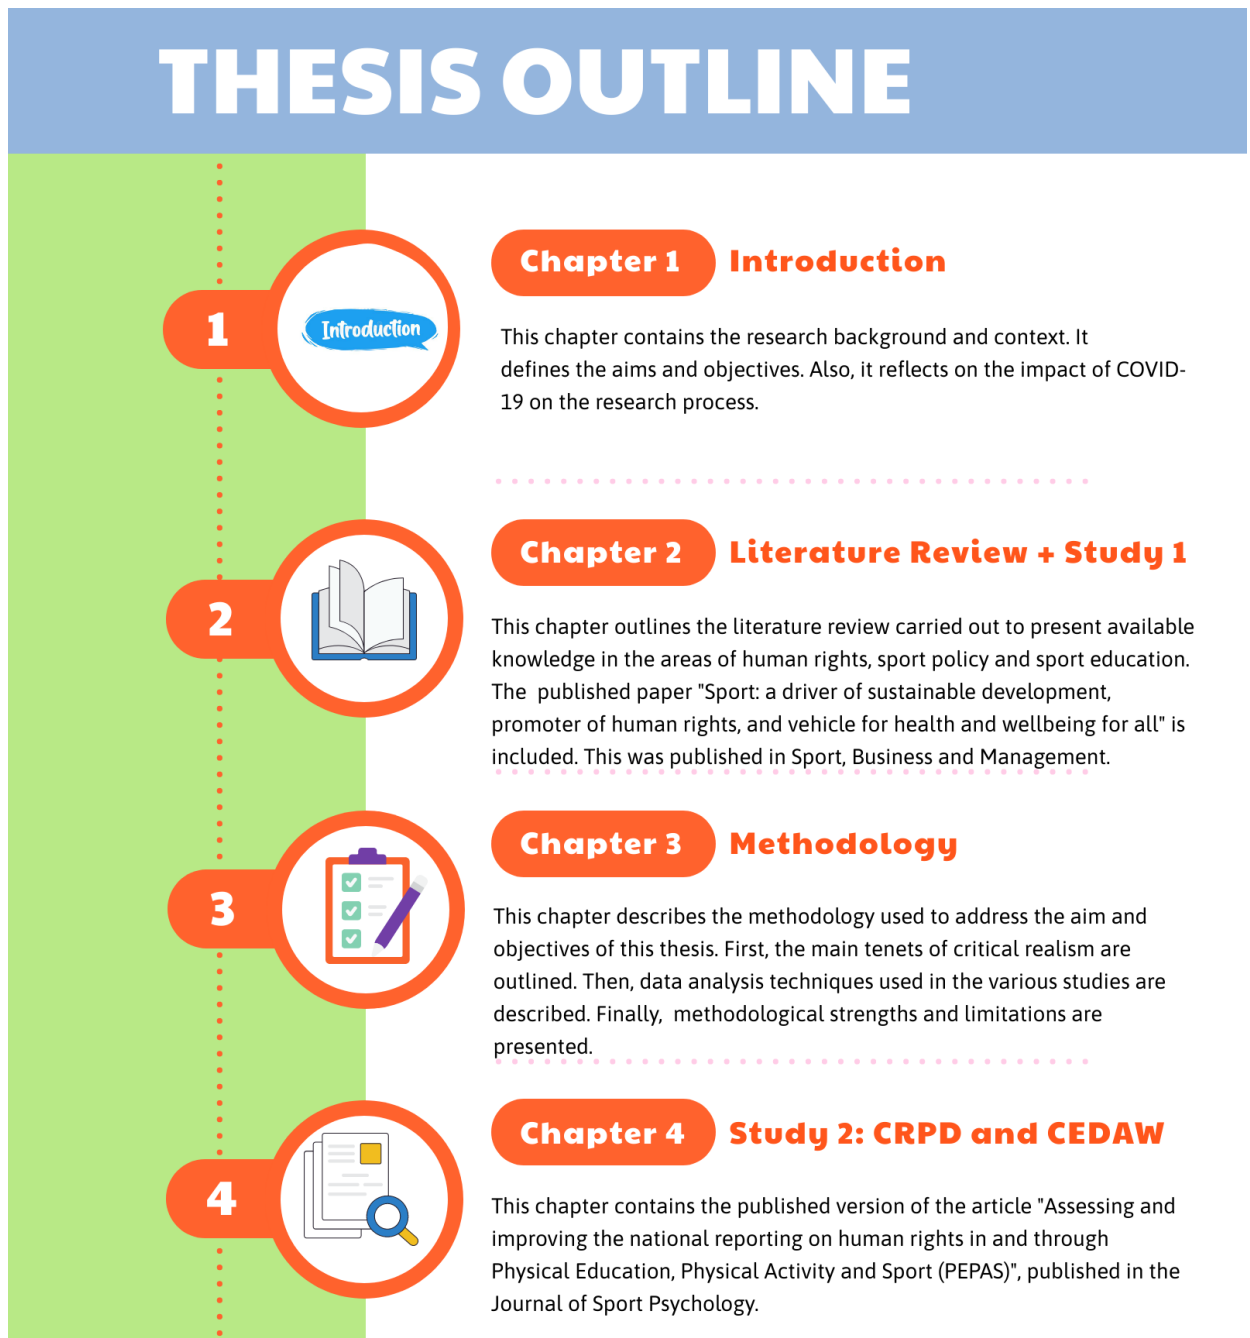 THESIS OUTLINE
1
Introduction
Chapter 1 Introduction
This chapter contains the research background and context. It
defines the aims and objectives. Also, it reflects on the impact of COVID-
19 on the research process.
2
Chapter 2 Literature Review + Study 1
This chapter outlines the literature review carried out to present available
knowledge in the areas of human rights, sport policy and sport education.
The  published paper "Sport: a driver of sustainable development,
promoter of human rights, and vehicle for health and wellbeing for all" is
included. This was published in Sport, Business and Management.
3
Chapter 3 Methodology
This chapter describes the methodology used to address the aim and
objectives of this thesis. First, the main tenets of critical realism are
outlined. Then, data analysis techniques used in the various studies are
described. Finally,  methodological strengths and limitations are
presented.
4
Chapter 4 Study 2: CRPD and CEDAW
This chapter contains the published version of the article "Assessing and
improving the national reporting on human rights in and through
Physical Education, Physical Activity and Sport (PEPAS)", published in the
Journal of Sport Psychology.